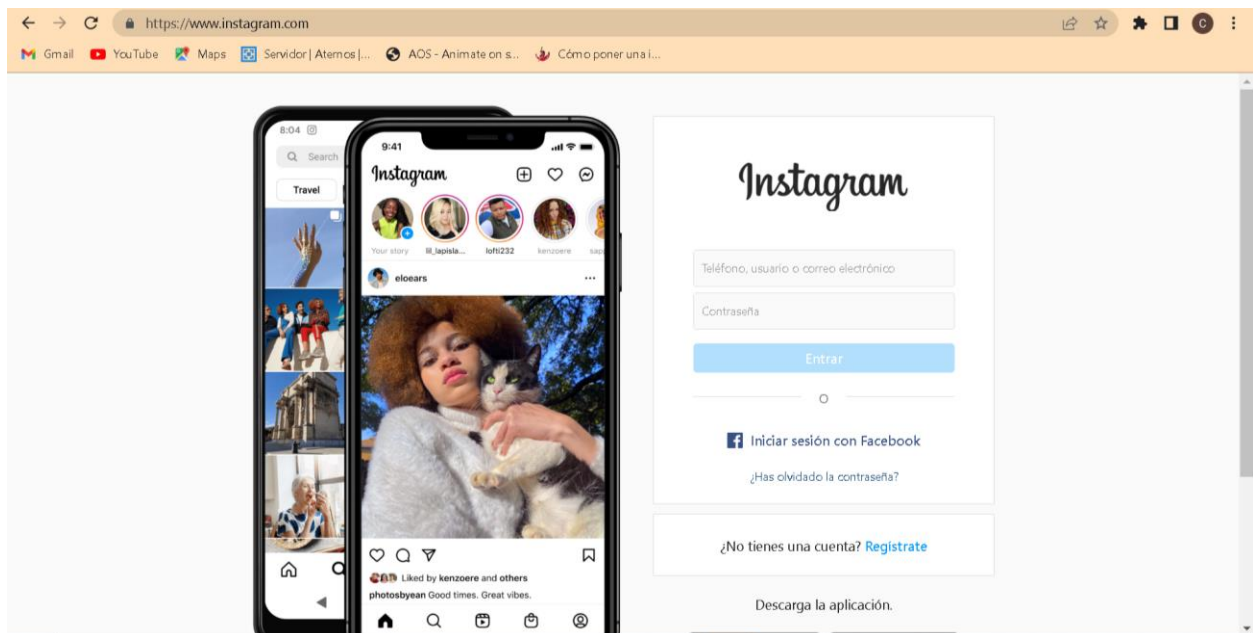 https://www.instagram.com
C
Gmail
YouTube
Maps
Servidor | Aternos |...
AOS - Animate on s...
Cómo poner una i...
8:04
Search
Travel
9:41
Instagram
Your story
lil_lapisla...
lofti232
kenzoere
sap
eloears
Liked by kenzoere and others
photosbyean Good times. Great vibes.
Instagram
Teléfono, usuario o correo electrónico
Contraseña
Entrar
O
Iniciar sesión con Facebook
¿Has olvidado la contraseña?
¿No tienes una cuenta? Registrate
Descarga la aplicación.